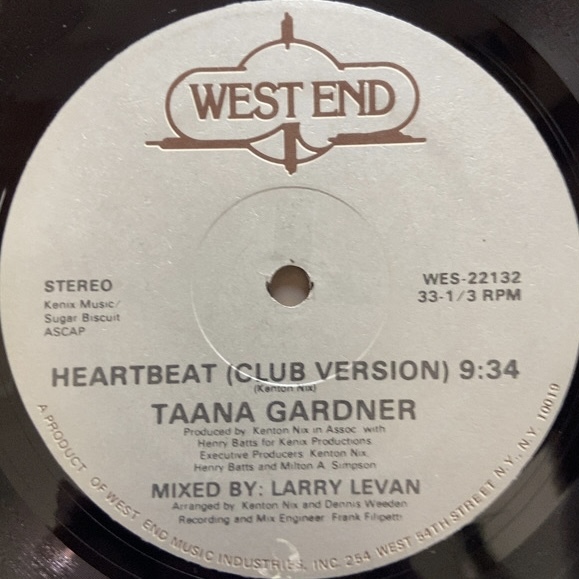 WEST END
STEREO
Kenix Music/
Sugar Biscuit
ASCAP
WES-22132
33-1/3 RPM
HEARTBEAT (CLUB VERSION) 9:34
(Kenton Nix)
TAANA GARDNER
Produced by: Kenton Nix in Assoc. with
Henry Batts for Kenix Productions
Executive Producers: Kenton Nix,
Henry Batts and Milton A. Simpson
MIXED BY: LARRY LEVAN
Arranged by Kenton Nix and Dennis Weeden
Recording and Mix Engineer Frank Filipetti
A PRODUCT OF WEST END MUSIC INDUSTRIES, INC. 254 WEST 54TH STREET N.Y., N.Y. 10019